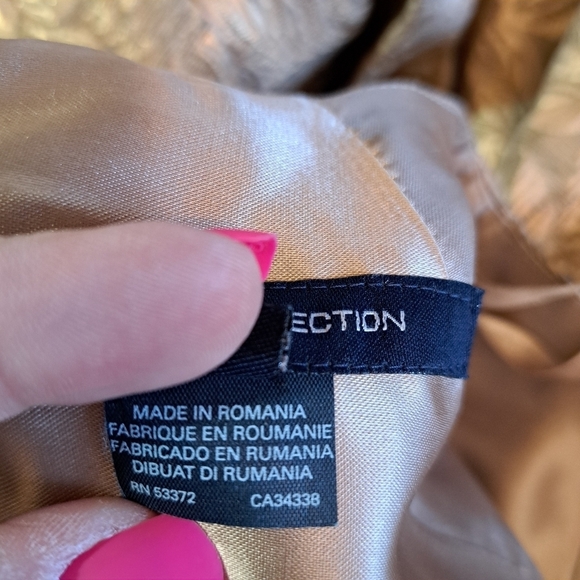 ECTION
MADE IN ROMANIA
FABRIQUE EN ROUMANIE
FABRICADO EN RUMANIA
DIBUAT DI RUMANIA
RN 53372 CA34338